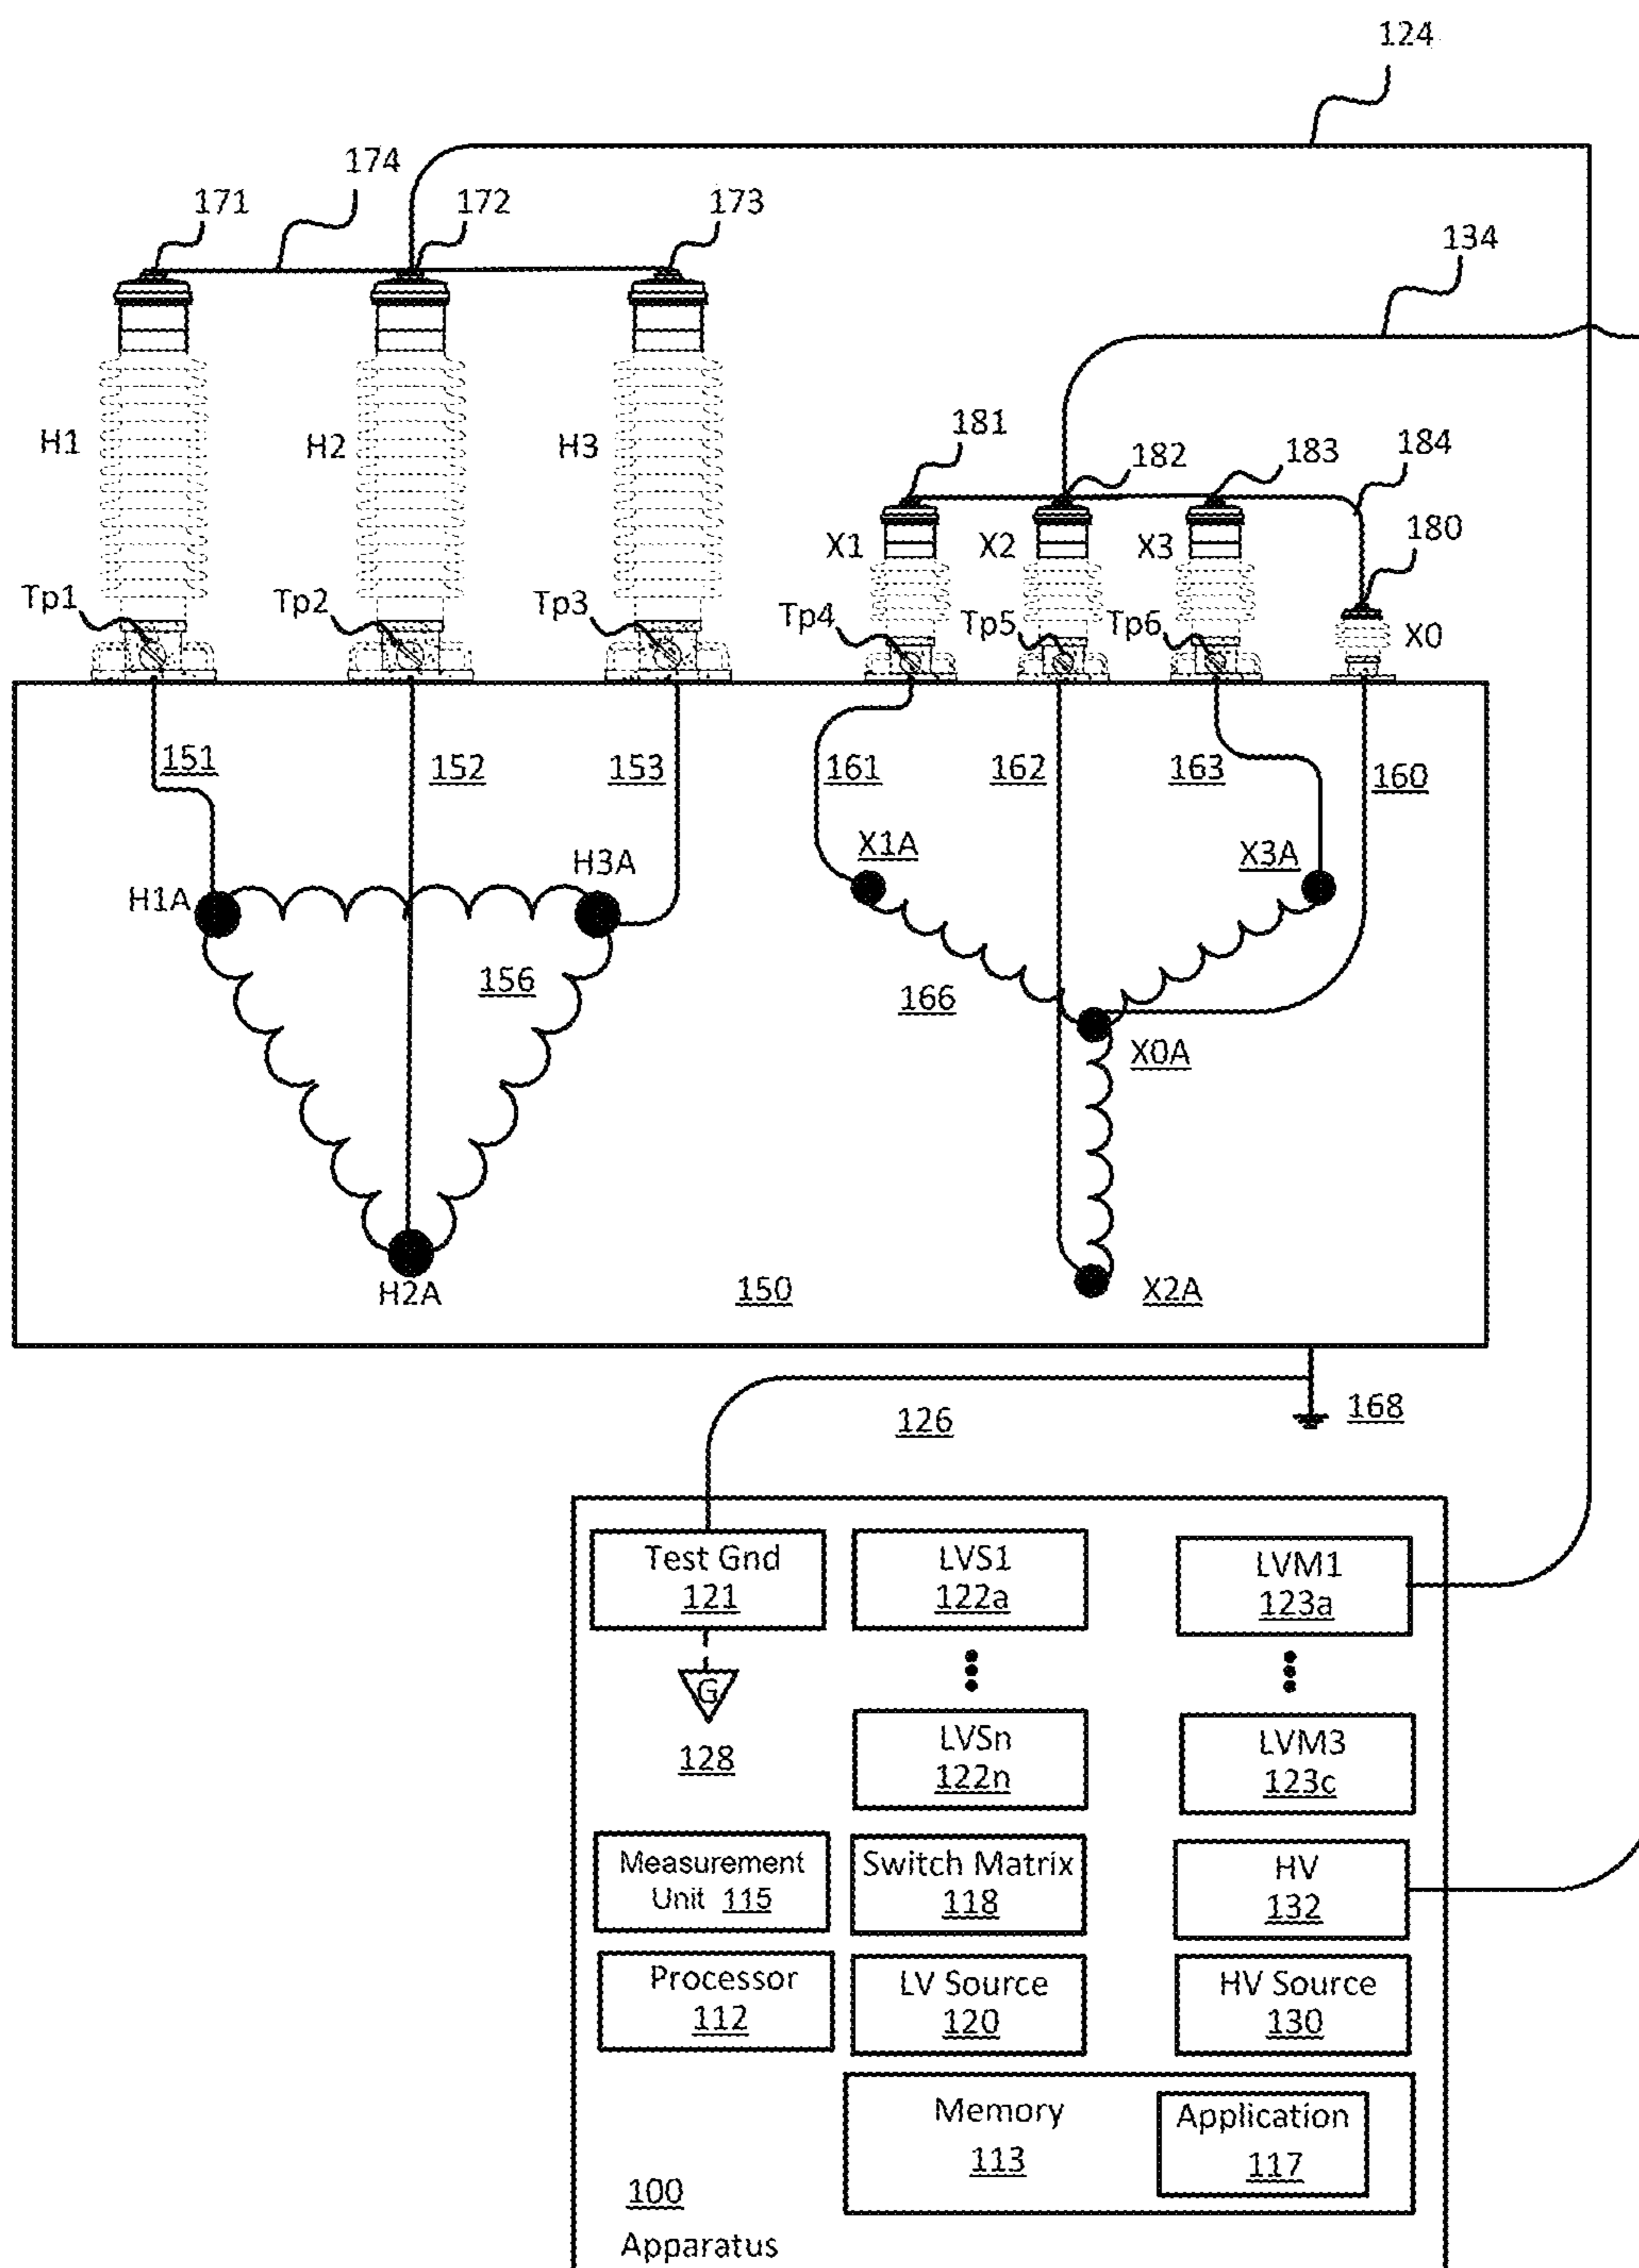 124
174
171
172
173
134
181
182
183
184
180
H1
H2
H3
X1
X2
X3
X0
Tp1
Tp2
Tp3
Tp4
Tp5
Tp6
151
152
153
161
162
163
160
H1A
H3A
X1A
X3A
156
166
X0A
H2A
150
X2A
126
168
Test Gnd
121
LVS1
122a
LVM1
123a
G
128
LVSn
122n
LVM3
123c
Measurement
Unit 115
Switch Matrix
118
HV
132
Processor
112
LV Source
120
HV Source
130
Memory
113
Application
117
100
Apparatus